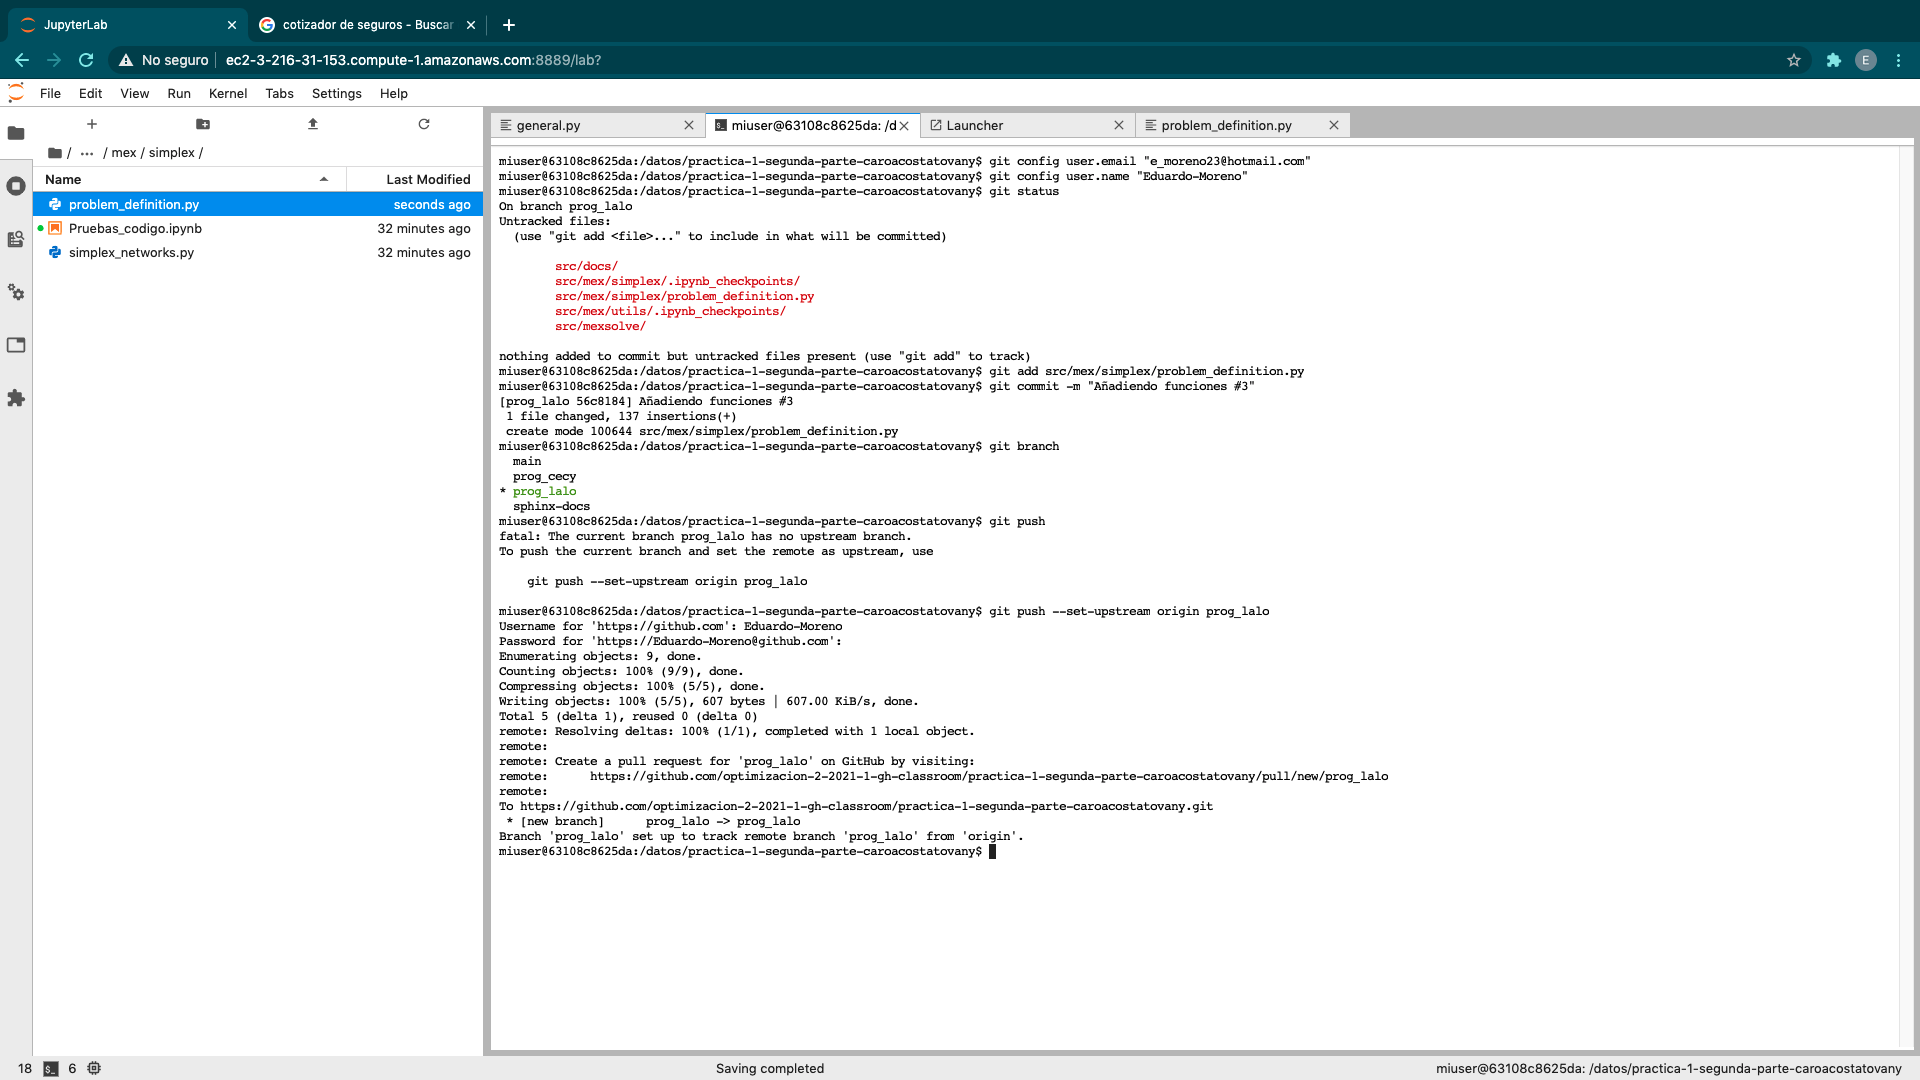 JupyterLab
cotizador de seguros - Buscar
No seguro
ec2-3-216-31-153.compute-1.amazonaws.com:8889/lab?
E
File Edit View Run Kernel Tabs Settings Help
/ ... / mex / simplex /
Name Last Modified
problem_definition.py seconds ago
Pruebas_codigo.ipynb 32 minutes ago
simplex_networks.py 32 minutes ago
general.py
miuser@63108c8625da: /d
Launcher
problem_definition.py
miuser@63108c8625da:/datos/practica-1-segunda-parte-caroacostatovany$ git config user.email "e_moreno23@hotmail.com"
miuser@63108c8625da:/datos/practica-1-segunda-parte-caroacostatovany$ git config user.name "Eduardo-Moreno"
miuser@63108c8625da:/datos/practica-1-segunda-parte-caroacostatovany$ git status
On branch prog_lalo
Untracked files:
(use "git add <file>..." to include in what will be committed)
src/docs/
src/mex/simplex/.ipynb_checkpoints/
src/mex/simplex/problem_definition.py
src/mex/utils/.ipynb_checkpoints/
src/mexsolve/
nothing added to commit but untracked files present (use "git add" to track)
miuser@63108c8625da:/datos/practica-1-segunda-parte-caroacostatovany$ git add src/mex/simplex/problem_definition.py
miuser@63108c8625da:/datos/practica-1-segunda-parte-caroacostatovany$ git commit -m "Añadiendo funciones #3"
[prog_lalo 56c8184] Añadiendo funciones #3
1 file changed, 137 insertions(+)
create mode 100644 src/mex/simplex/problem_definition.py
miuser@63108c8625da:/datos/practica-1-segunda-parte-caroacostatovany$ git branch
main
prog_cecy
* prog_lalo
sphinx-docs
miuser@63108c8625da:/datos/practica-1-segunda-parte-caroacostatovany$ git push
fatal: The current branch prog_lalo has no upstream branch.
To push the current branch and set the remote as upstream, use
git push --set-upstream origin prog_lalo
miuser@63108c8625da:/datos/practica-1-segunda-parte-caroacostatovany$ git push --set-upstream origin prog_lalo
Username for 'https://github.com': Eduardo-Moreno
Password for 'https://Eduardo-Moreno@github.com':
Enumerating objects: 9, done.
Counting objects: 100% (9/9), done.
Compressing objects: 100% (5/5), done.
Writing objects: 100% (5/5), 607 bytes | 607.00 KiB/s, done.
Total 5 (delta 1), reused 0 (delta 0)
remote: Resolving deltas: 100% (1/1), completed with 1 local object.
remote:
remote: Create a pull request for 'prog_lalo' on GitHub by visiting:
remote: https://github.com/optimizacion-2-2021-1-gh-classroom/practica-1-segunda-parte-caroacostatovany/pull/new/prog_lalo
remote:
To https://github.com/optimizacion-2-2021-1-gh-classroom/practica-1-segunda-parte-caroacostatovany.git
* [new branch] prog_lalo -> prog_lalo
Branch 'prog_lalo' set up to track remote branch 'prog_lalo' from 'origin'.
miuser@63108c8625da:/datos/practica-1-segunda-parte-caroacostatovany$
18 $_ 6
Saving completed
miuser@63108c8625da: /datos/practica-1-segunda-parte-caroacostatovany